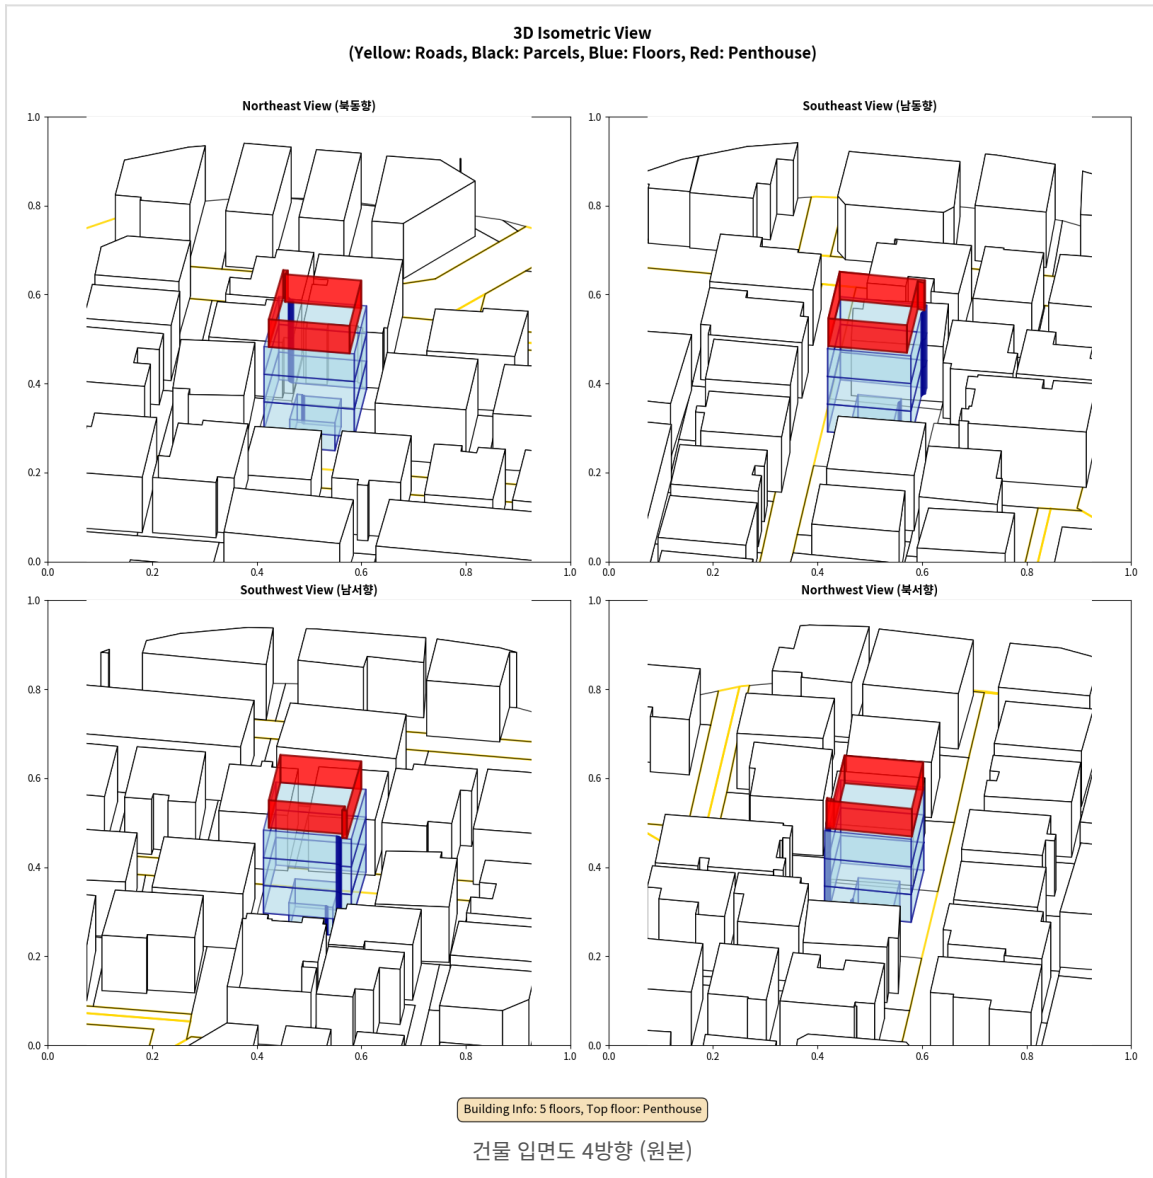 3D Isometric View
(Yellow: Roads, Black: Parcels, Blue: Floors, Red: Penthouse)
Northeast View (북동향)
1.0
0.8
0.6
0.4
0.2
0.0
0.0 0.2 0.4 0.6 0.8 1.0
Southeast View (남동향)
1.0
0.8
0.6
0.4
0.2
0.0
0.0 0.2 0.4 0.6 0.8 1.0
Southwest View (남서향)
1.0
0.8
0.6
0.4
0.2
0.0
0.0 0.2 0.4 0.6 0.8 1.0
Northwest View (북서향)
1.0
0.8
0.6
0.4
0.2
0.0
0.0 0.2 0.4 0.6 0.8 1.0
Building Info: 5 floors, Top floor: Penthouse
건물 입면도 4방향 (원본)